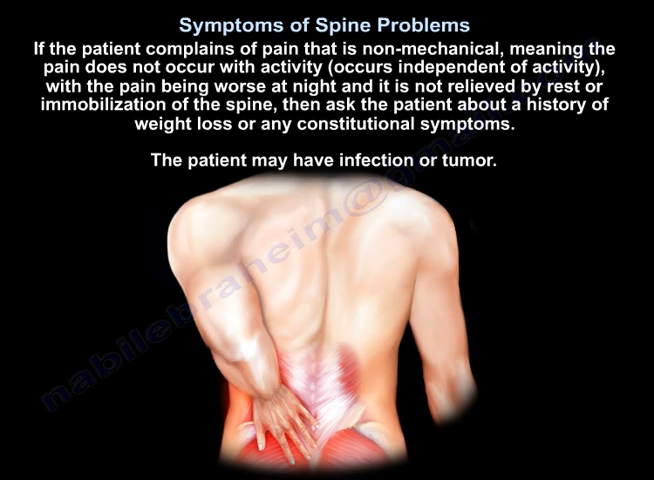 Symptoms of Spine Problems
If the patient complains of pain that is non-mechanical, meaning the
pain does not occur with activity (occurs independent of activity),
with the pain being worse at night and it is not relieved by rest or
immobilization of the spine, then ask the patient about a history of
weight loss or any constitutional symptoms.
The patient may have infection or tumor.